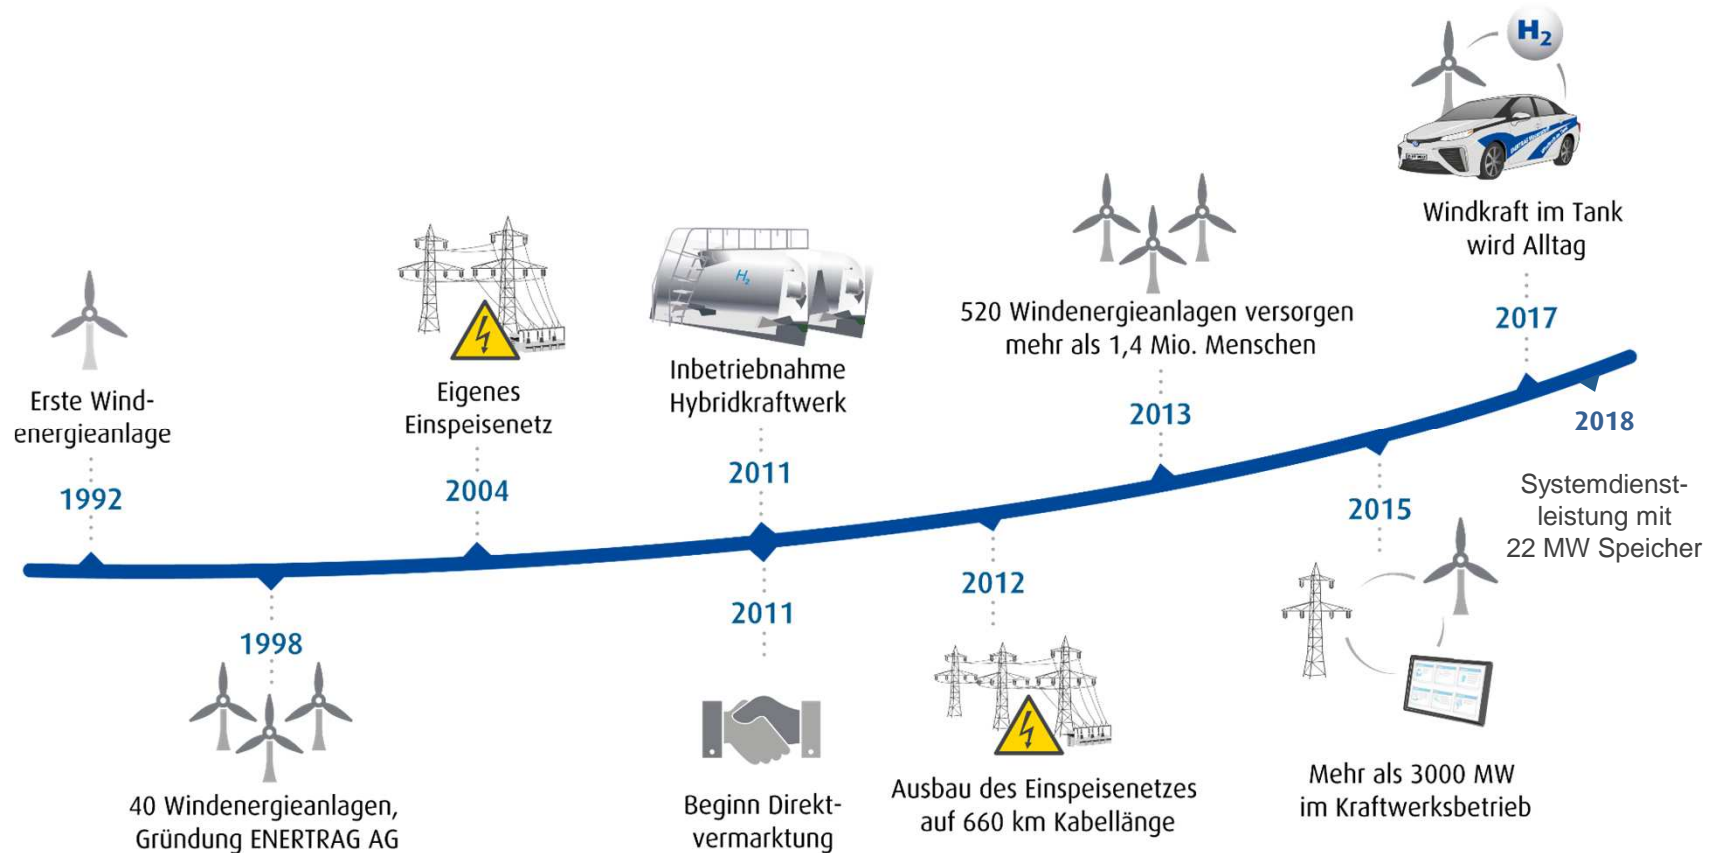 H₂
Windkraft im Tank
wird Alltag
2017
520 Windenergieanlagen versorgen
mehr als 1,4 Mio. Menschen
2013
H₂
Inbetriebnahme
Hybridkraftwerk
2011
Eigenes
Einspeisenetz
2004
Erste Wind-
energieanlage
1992
1998
40 Windenergieanlagen,
Gründung ENERTRAG AG
2011
Beginn Direkt-
vermarktung
2012
Ausbau des Einspeisenetzes
auf 660 km Kabellänge
2015
Mehr als 3000 MW
im Kraftwerksbetrieb
2018
Systemdienst-
leistung mit
22 MW Speicher